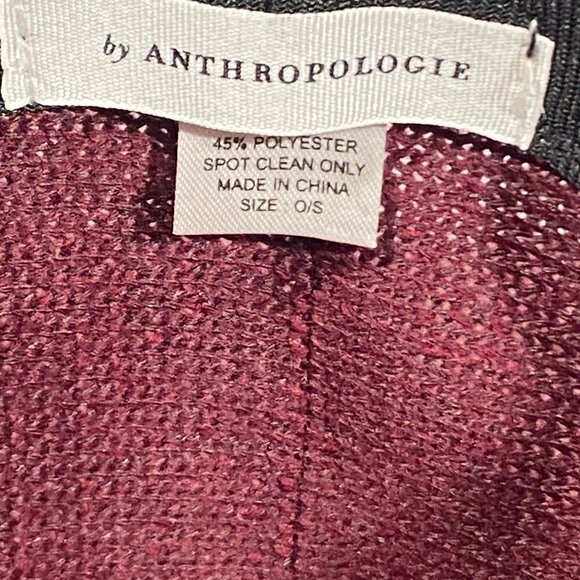 by ANTHROPOLOGIE
45% POLYESTER
SPOT CLEAN ONLY
MADE IN CHINA
SIZE : O/S